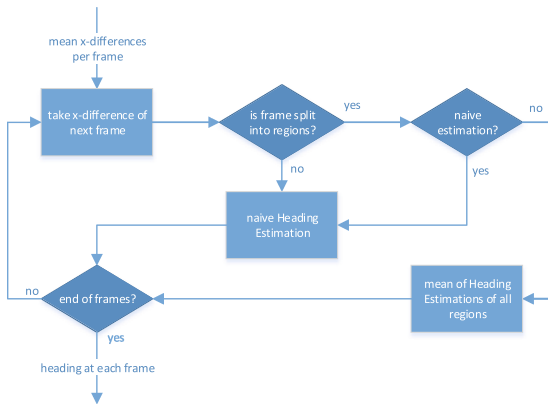 mean x-differences
per frame
take x-difference of
next frame
is frame split
into regions?
yes
naive
estimation?
no
no
yes
naive Heading
Estimation
mean of Heading
Estimations of all
regions
no
end of frames?
yes
heading at each frame